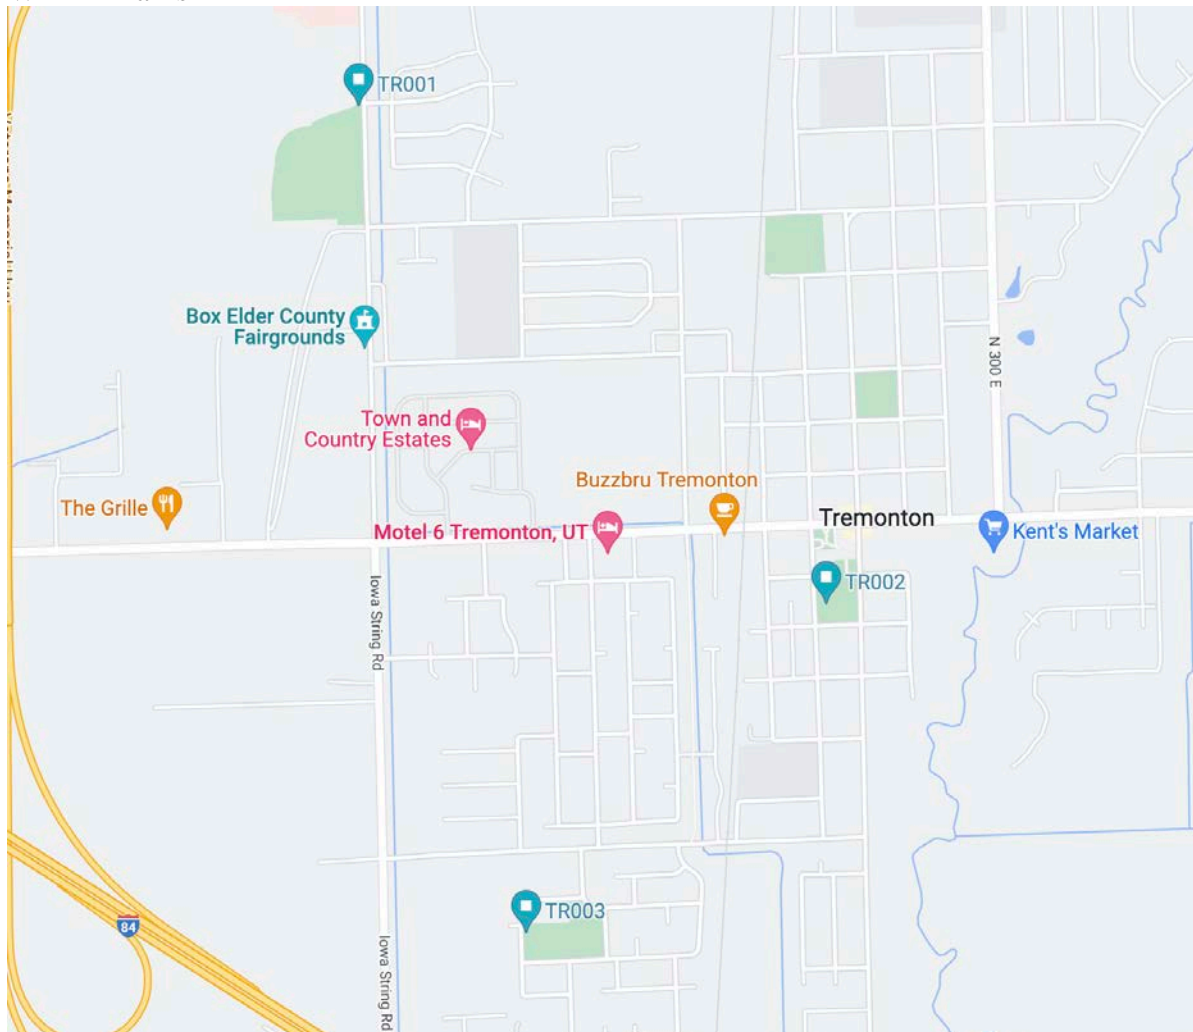 TR001
Box Elder County
Fairgrounds
N 300 E
Town and
Country Estates
Buzzbru Tremonton
The Grille
Motel 6 Tremonton, UT
Tremonton
Kent's Market
Iowa String Rd
TR002
TR003
84
Iowa String Rd